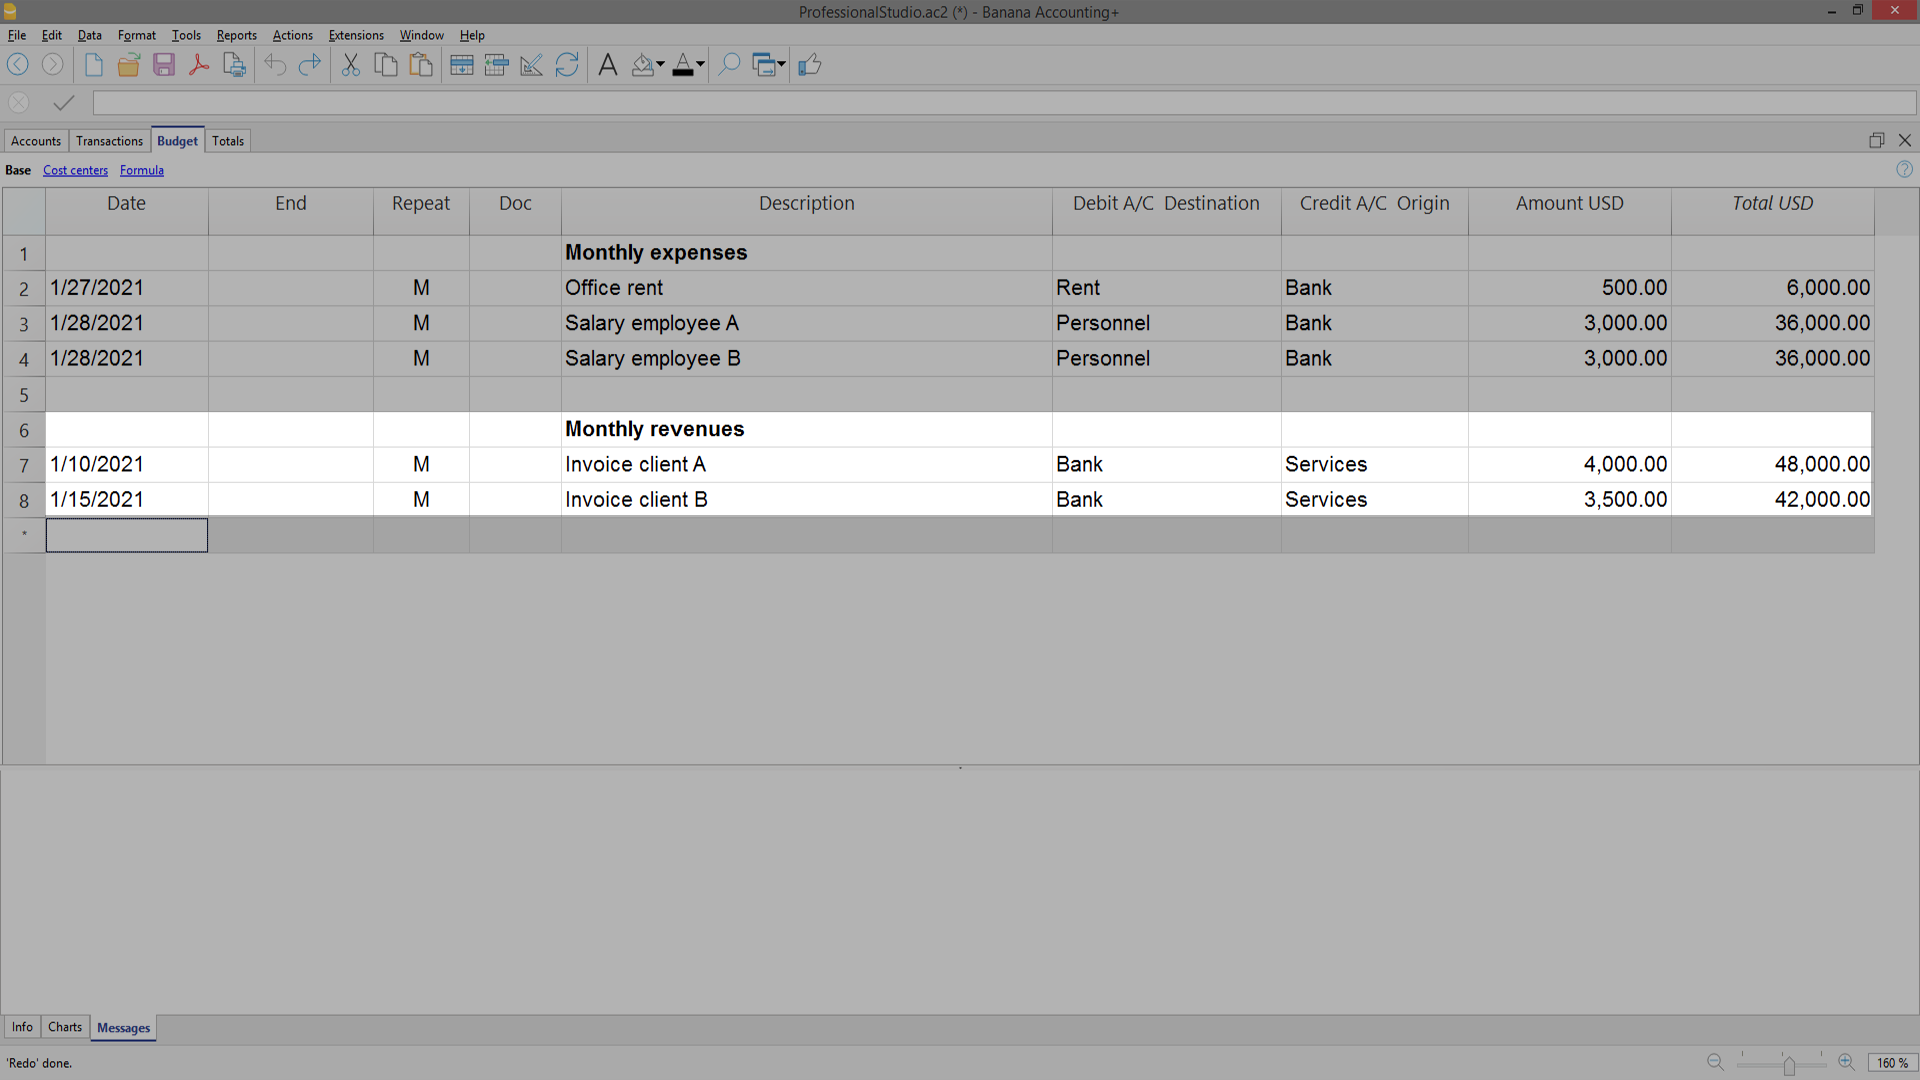 ProfessionalStudio.ac2 (*) - Banana Accounting+
File Edit Data Format Tools Reports Actions Extensions Window Help
Accounts Transactions Budget Totals
Base Cost centers Formula
Date End Repeat Doc Description Debit A/C Destination Credit A/C Origin Amount USD Total USD
1 Monthly expenses
2 1/27/2021 M Office rent Rent Bank 500.00 6,000.00
3 1/28/2021 M Salary employee A Personnel Bank 3,000.00 36,000.00
4 1/28/2021 M Salary employee B Personnel Bank 3,000.00 36,000.00
5
6 Monthly revenues
7 1/10/2021 M Invoice client A Bank Services 4,000.00 48,000.00
8 1/15/2021 M Invoice client B Bank Services 3,500.00 42,000.00
*
Info Charts Messages
'Redo' done.
160 %